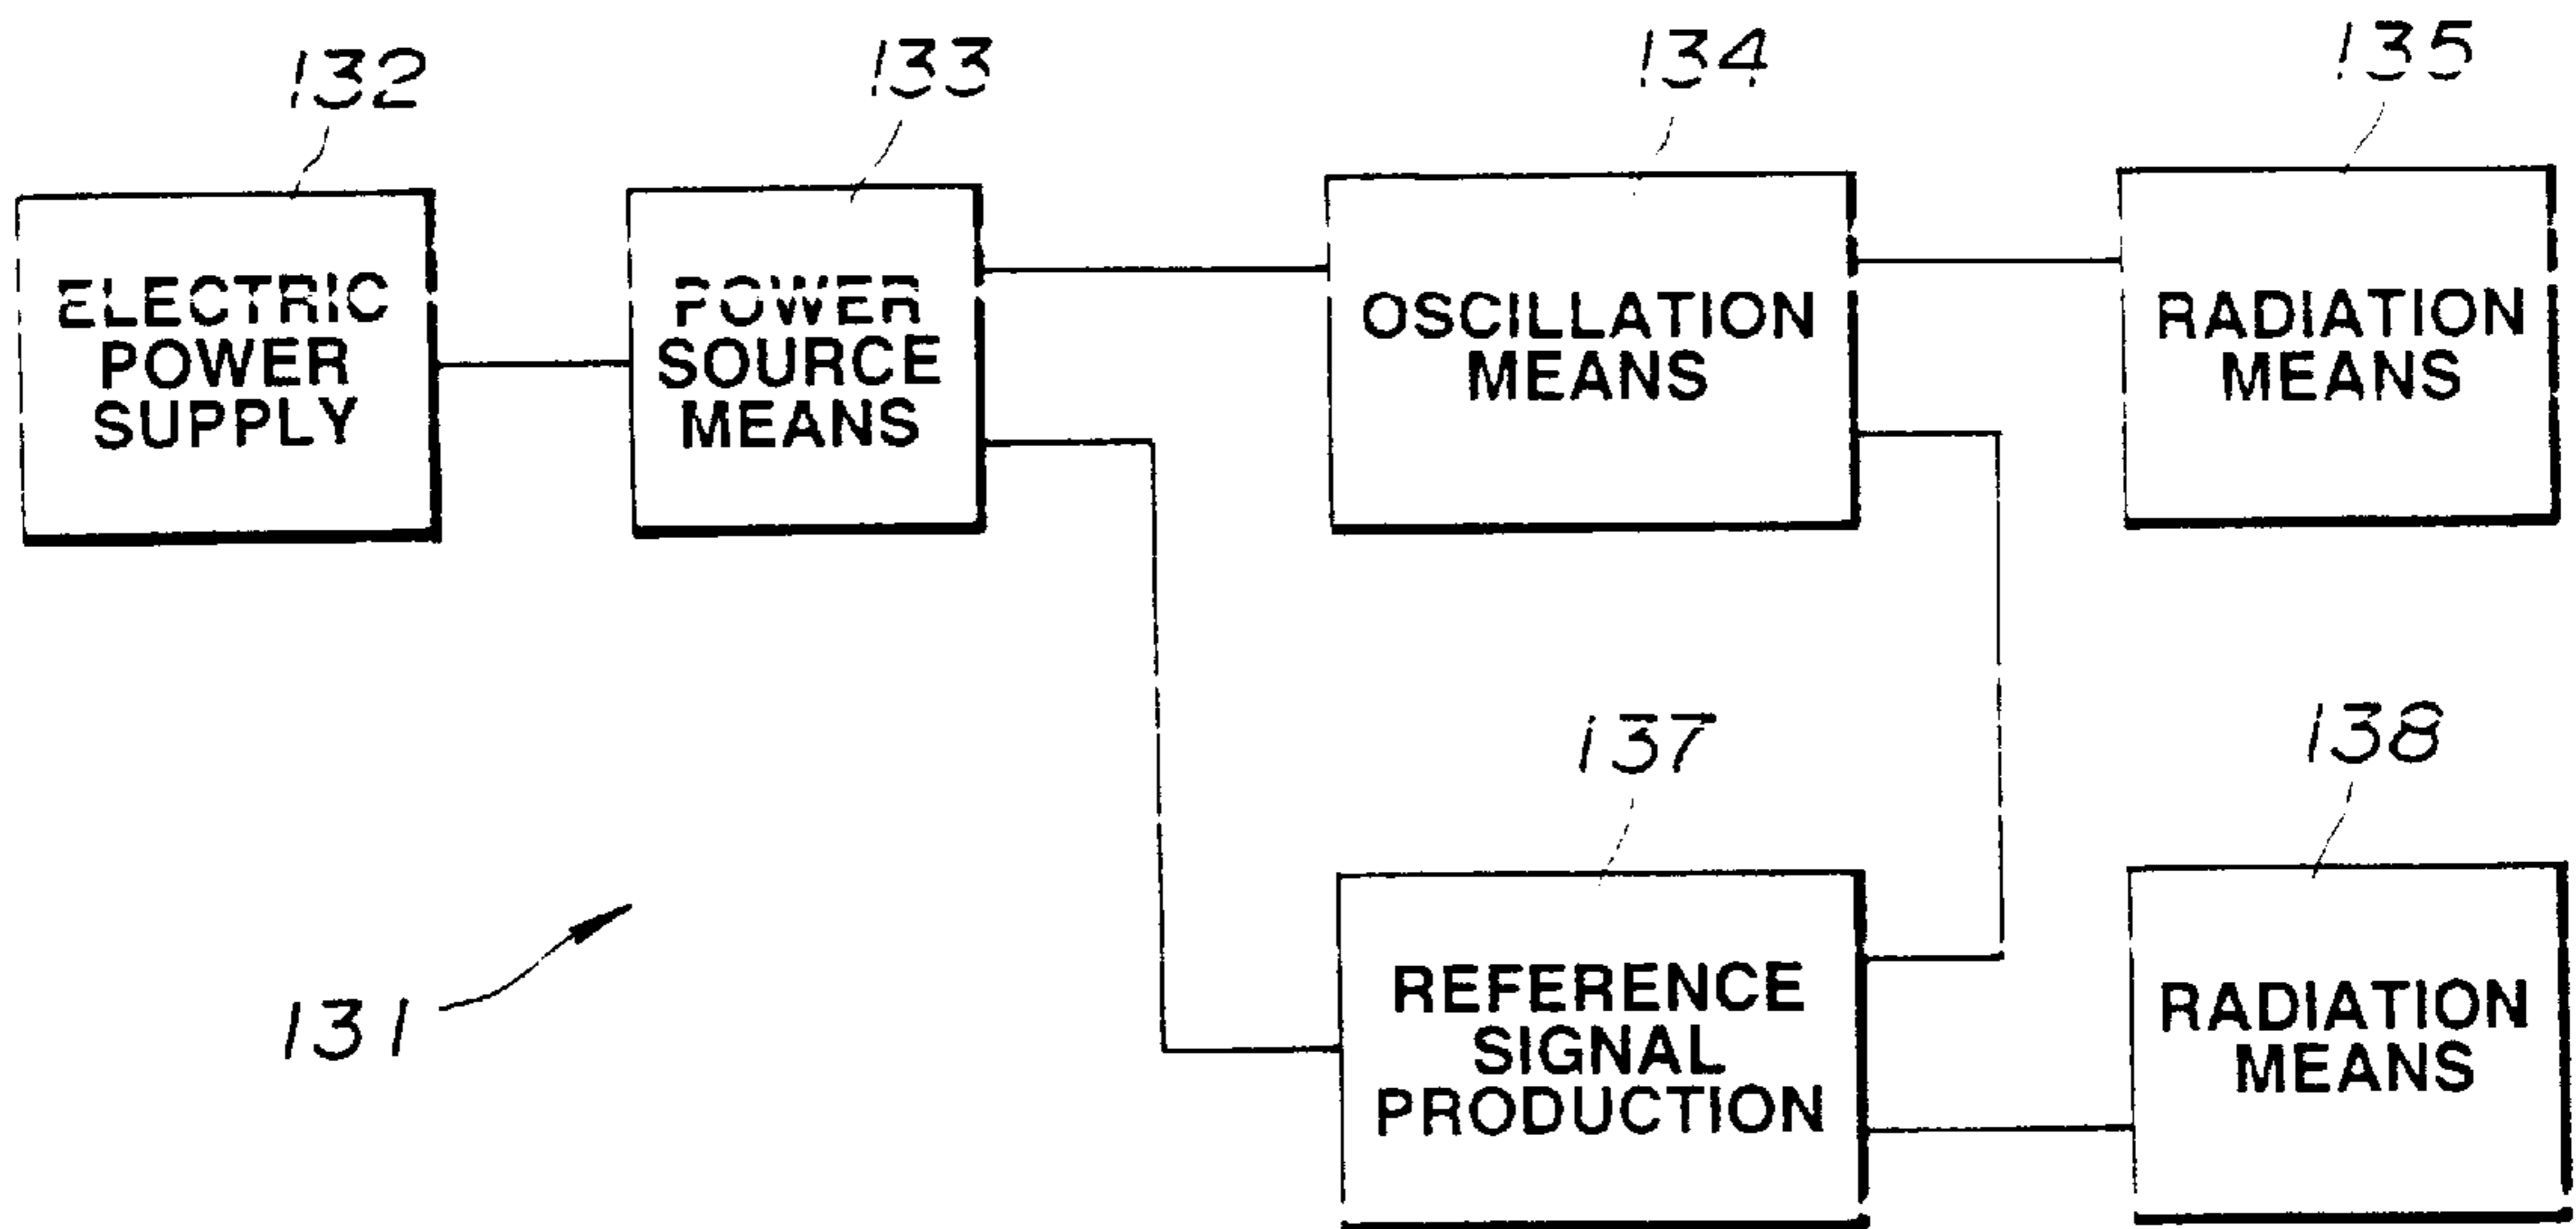 132
133
134
135
ELECTRIC
POWER
SUPPLY
POWER
SOURCE
MEANS
OSCILLATION
MEANS
RADIATION
MEANS
137
138
131
REFERENCE
SIGNAL
PRODUCTION
RADIATION
MEANS